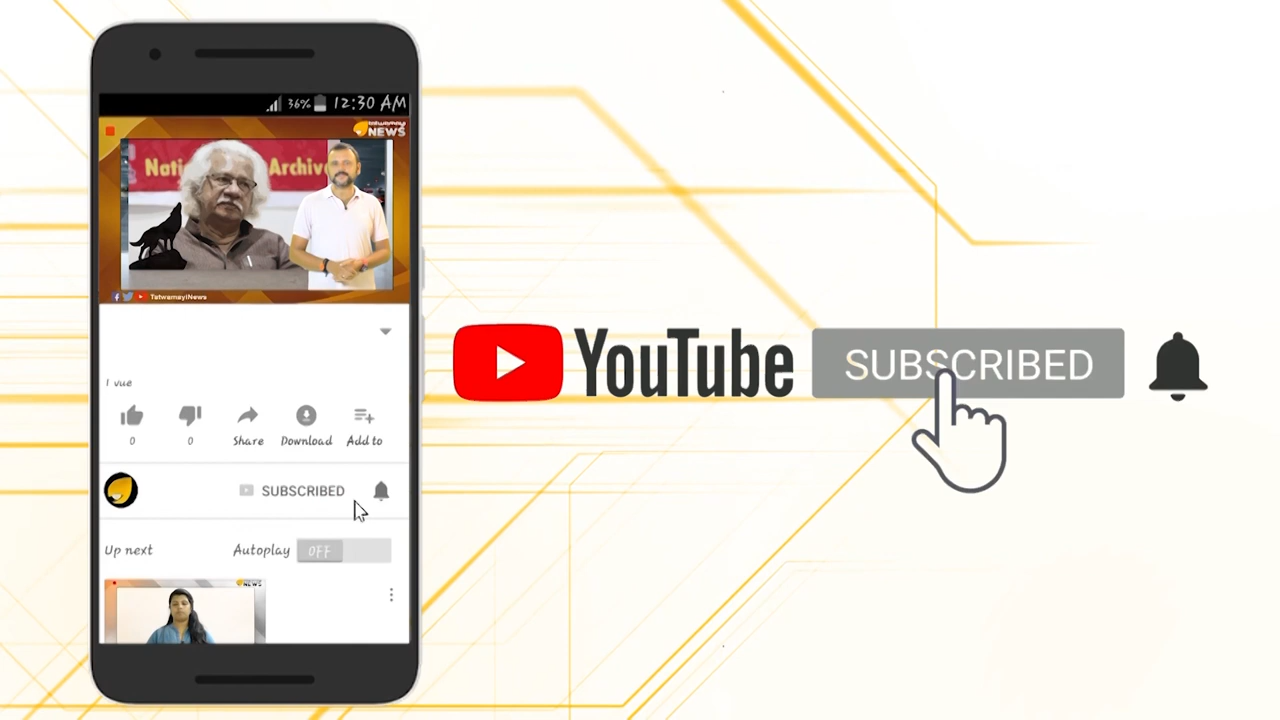 36% 12:30 AM
tatwamayi
NEWS
Nati Archiv
TatwamayiNews
1 vue
0 0 Share Download Add to
SUBSCRIBED
Up next Autoplay OFF
NEWS
YouTube SUBSCRIBED